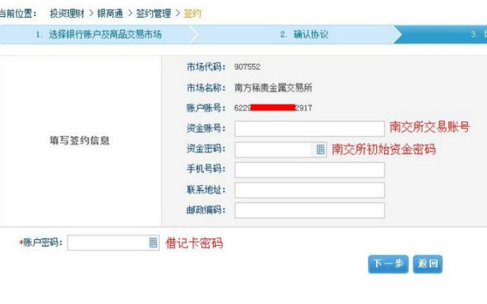 当前位置： 投资理财 > 银商通 > 签约管理 > 签约
1. 选择银行账户及商品交易市场 2. 确认协议 3.
市场代码： 907552
市场名称： 南方稀贵金属交易所
账户账号： 6229 2917
资金账号： 南交所交易账号
填写签约信息
资金密码： 南交所初始资金密码
手机号码：
联系地址：
邮政编码：
*账户密码： 借记卡密码
下一步 返回